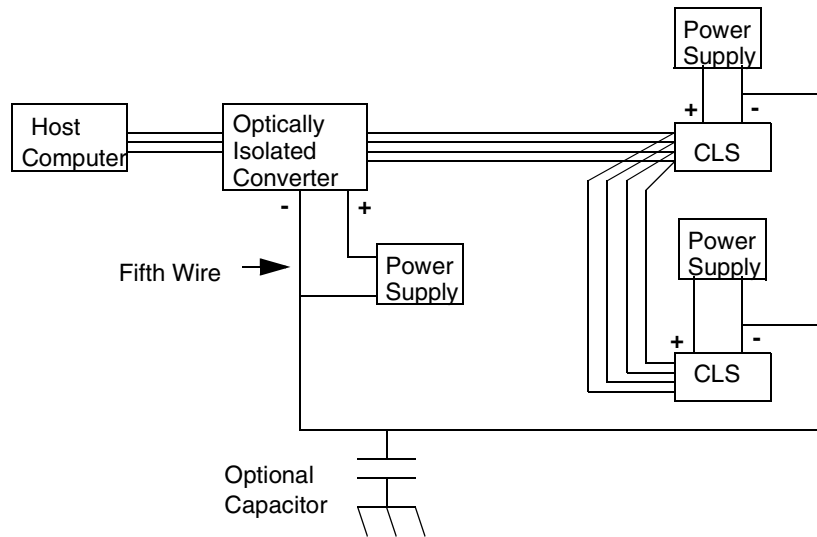 Power
Supply
+
-
Host
Computer
Optically
Isolated
Converter
CLS
-
+
Fifth Wire
Power
Supply
Power
Supply
+
-
CLS
Optional
Capacitor